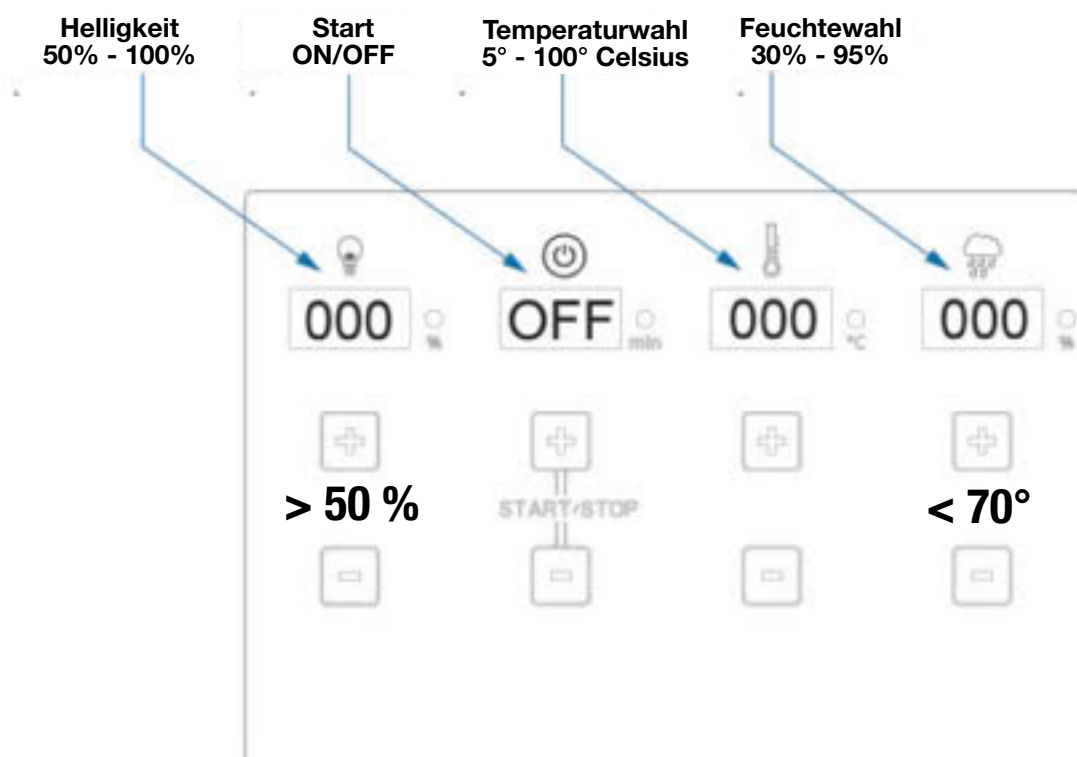 Helligkeit
50% - 100%
Start
ON/OFF
Temperaturwahl
5° - 100° Celsius
Feuchtewahl
30% - 95%
000 %
OFF min
000 °C
000 %
> 50 %
START/STOP
< 70°